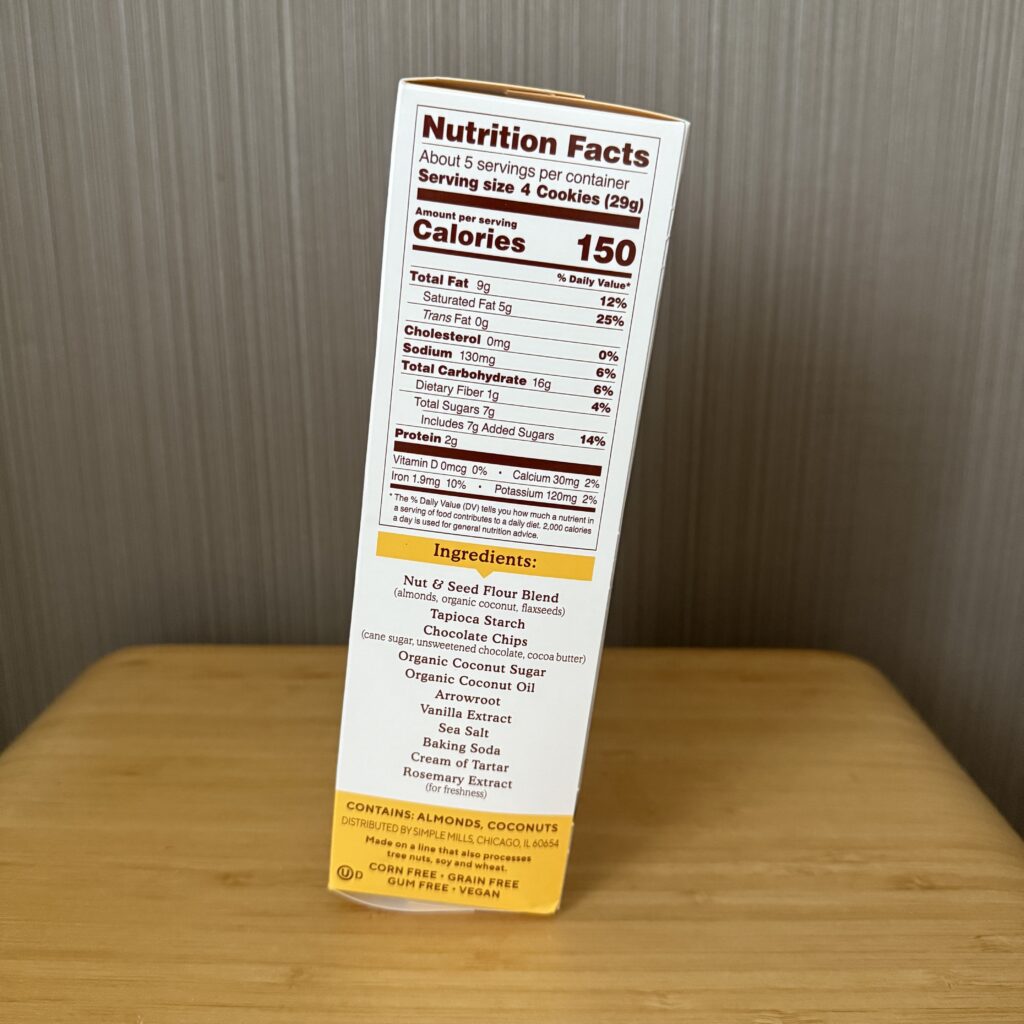 Nutrition Facts
About 5 servings per container
Serving size 4 Cookies (29g)
Amount per serving
Calories 150
% Daily Value*
Total Fat 9g 12%
Saturated Fat 5g 25%
Trans Fat 0g
Cholesterol 0mg 0%
Sodium 130mg 6%
Total Carbohydrate 16g 6%
Dietary Fiber 1g 4%
Total Sugars 7g
Includes 7g Added Sugars 14%
Protein 2g
Vitamin D 0mcg 0% • Calcium 30mg 2%
Iron 1.9mg 10% • Potassium 120mg 2%
* The % Daily Value (DV) tells you how much a nutrient in
a serving of food contributes to a daily diet. 2,000 calories
a day is used for general nutrition advice.
Ingredients:
Nut & Seed Flour Blend
(almonds, organic coconut, flaxseeds)
Tapioca Starch
Chocolate Chips
(cane sugar, unsweetened chocolate, cocoa butter)
Organic Coconut Sugar
Organic Coconut Oil
Arrowroot
Vanilla Extract
Sea Salt
Baking Soda
Cream of Tartar
Rosemary Extract
(for freshness)
CONTAINS: ALMONDS, COCONUTS
DISTRIBUTED BY SIMPLE MILLS, CHICAGO, IL 60654
Made on a line that also processes
tree nuts, soy and wheat.
U D CORN FREE • GRAIN FREE
GUM FREE • VEGAN